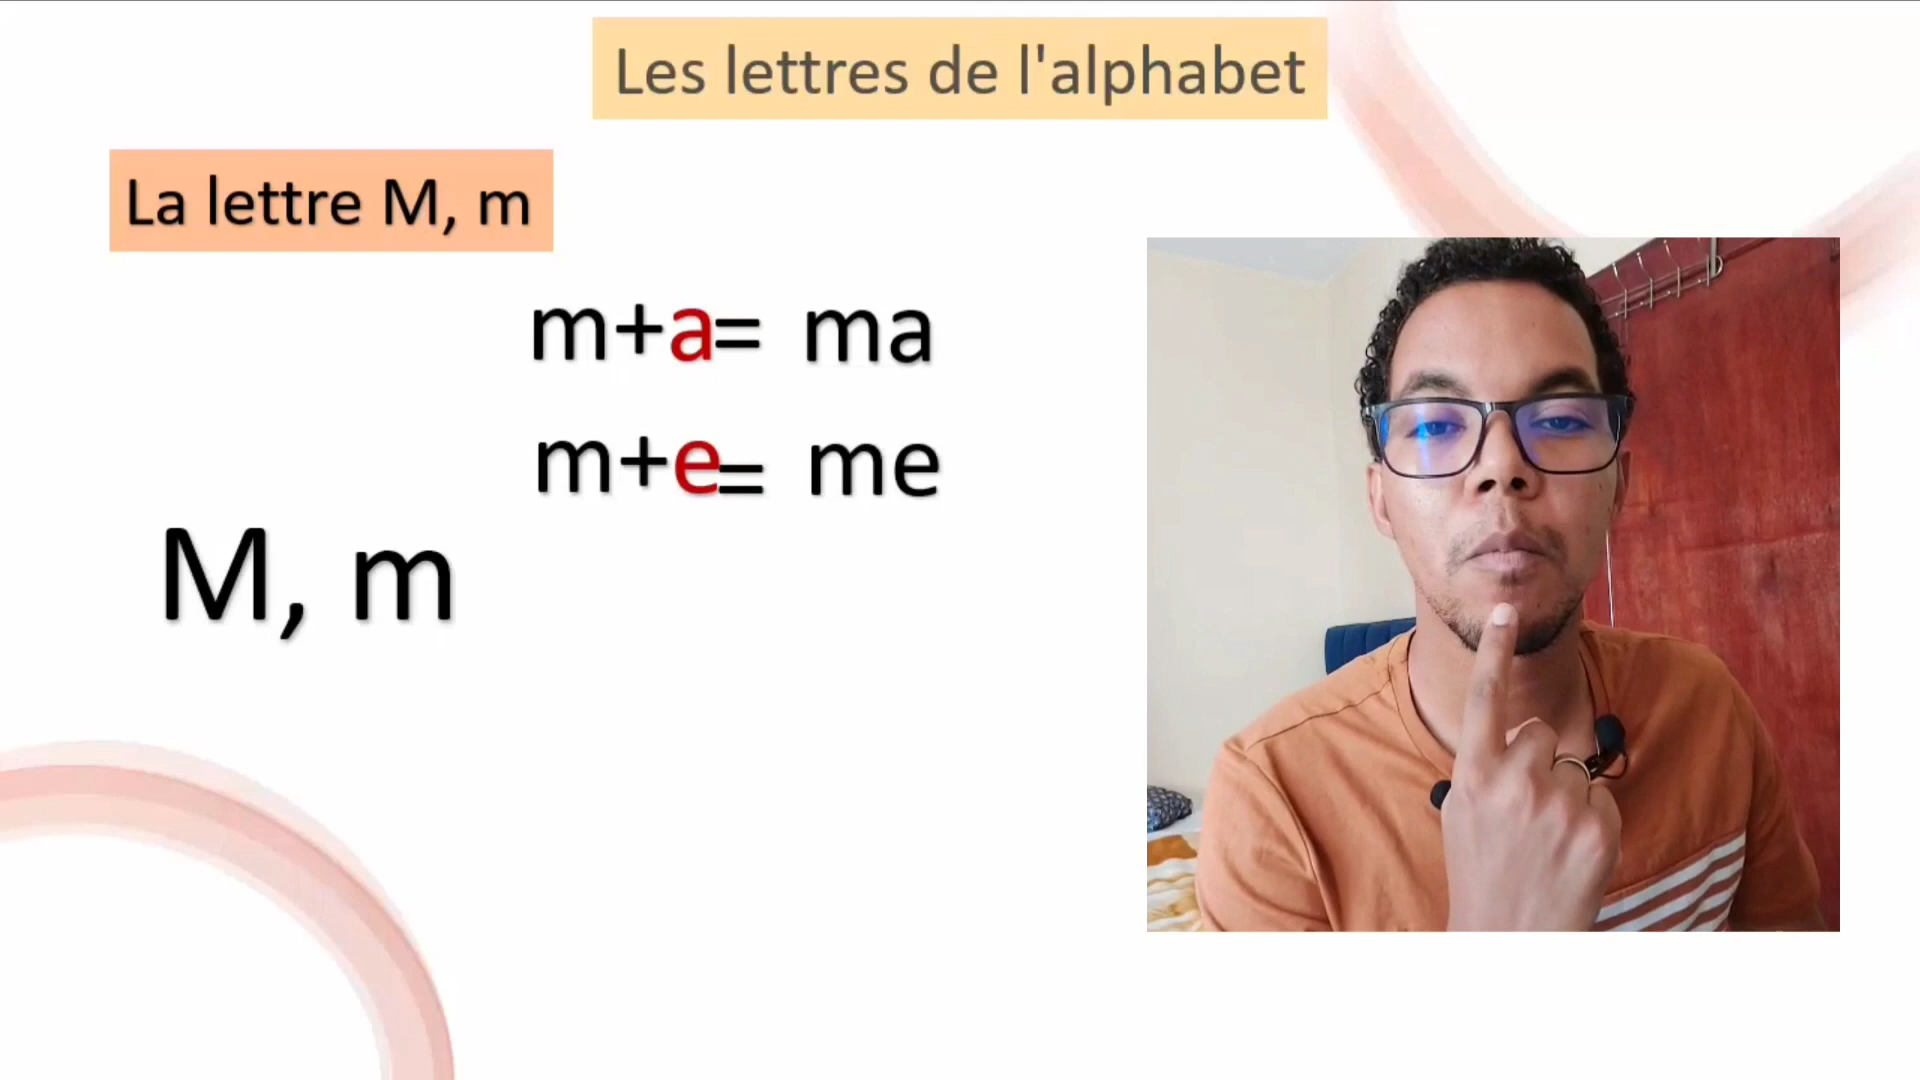 Les lettres de l'alphabet
La lettre M, m
m+a= ma
m+e= me
M, m